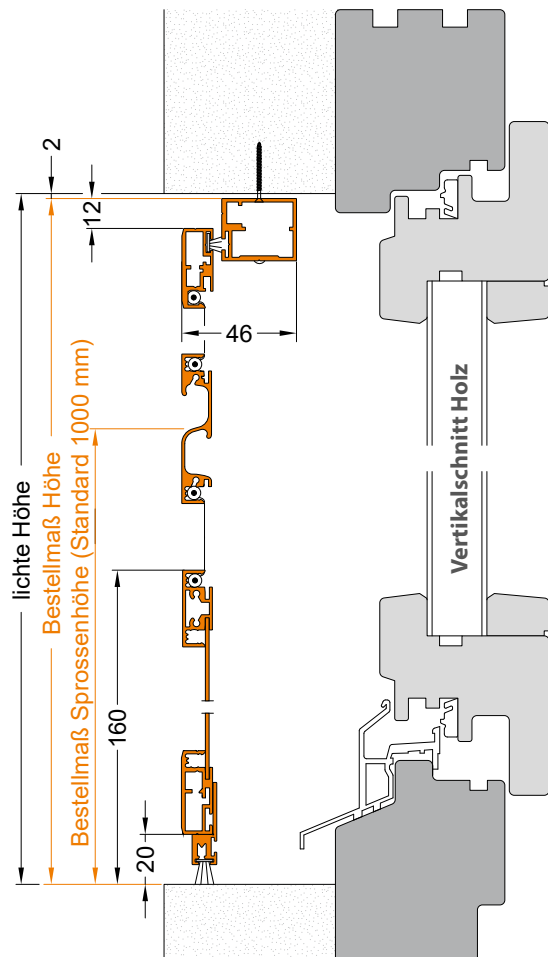 2
12
46
lichte Höhe
Bestellmaß Höhe
Bestellmaß Sprossenhöhe (Standard 1000 mm)
160
20
Vertikalschnitt Holz